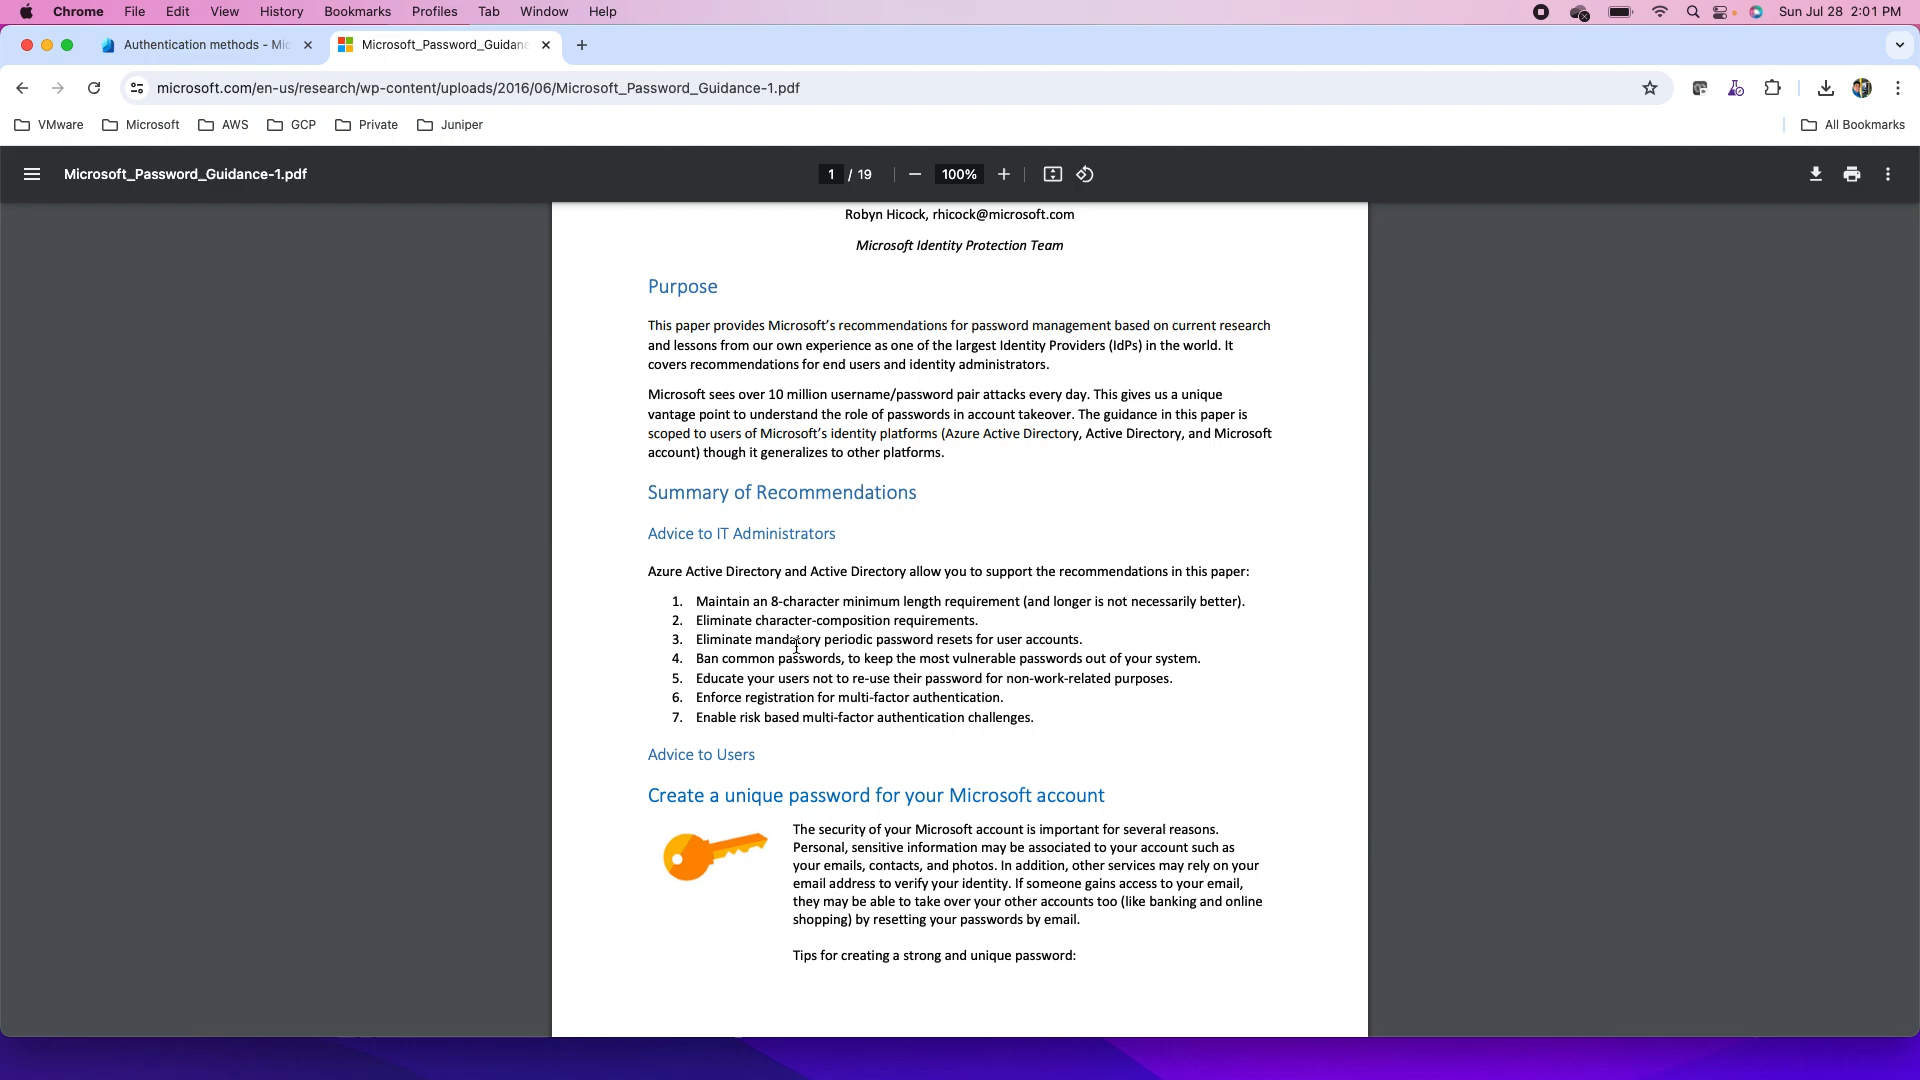 Chrome File Edit View History Bookmarks Profiles Tab Window Help Sun Jul 28 2:01 PM
Authentication methods - Mic Microsoft_Password_Guidanc
microsoft.com/en-us/research/wp-content/uploads/2016/06/Microsoft_Password_Guidance-1.pdf
VMware Microsoft AWS GCP Private Juniper All Bookmarks
Microsoft_Password_Guidance-1.pdf 1 / 19 100%
Robyn Hicock, rhicock@microsoft.com
Microsoft Identity Protection Team
Purpose
This paper provides Microsoft's recommendations for password management based on current research
and lessons from our own experience as one of the largest Identity Providers (IdPs) in the world. It
covers recommendations for end users and identity administrators.
Microsoft sees over 10 million username/password pair attacks every day. This gives us a unique
vantage point to understand the role of passwords in account takeover. The guidance in this paper is
scoped to users of Microsoft's identity platforms (Azure Active Directory, Active Directory, and Microsoft
account) though it generalizes to other platforms.
Summary of Recommendations
Advice to IT Administrators
Azure Active Directory and Active Directory allow you to support the recommendations in this paper:
1. Maintain an 8-character minimum length requirement (and longer is not necessarily better).
2. Eliminate character-composition requirements.
3. Eliminate mandatory periodic password resets for user accounts.
4. Ban common passwords, to keep the most vulnerable passwords out of your system.
5. Educate your users not to re-use their password for non-work-related purposes.
6. Enforce registration for multi-factor authentication.
7. Enable risk based multi-factor authentication challenges.
Advice to Users
Create a unique password for your Microsoft account
The security of your Microsoft account is important for several reasons.
Personal, sensitive information may be associated to your account such as
your emails, contacts, and photos. In addition, other services may rely on your
email address to verify your identity. If someone gains access to your email,
they may be able to take over your other accounts too (like banking and online
shopping) by resetting your passwords by email.
Tips for creating a strong and unique password: